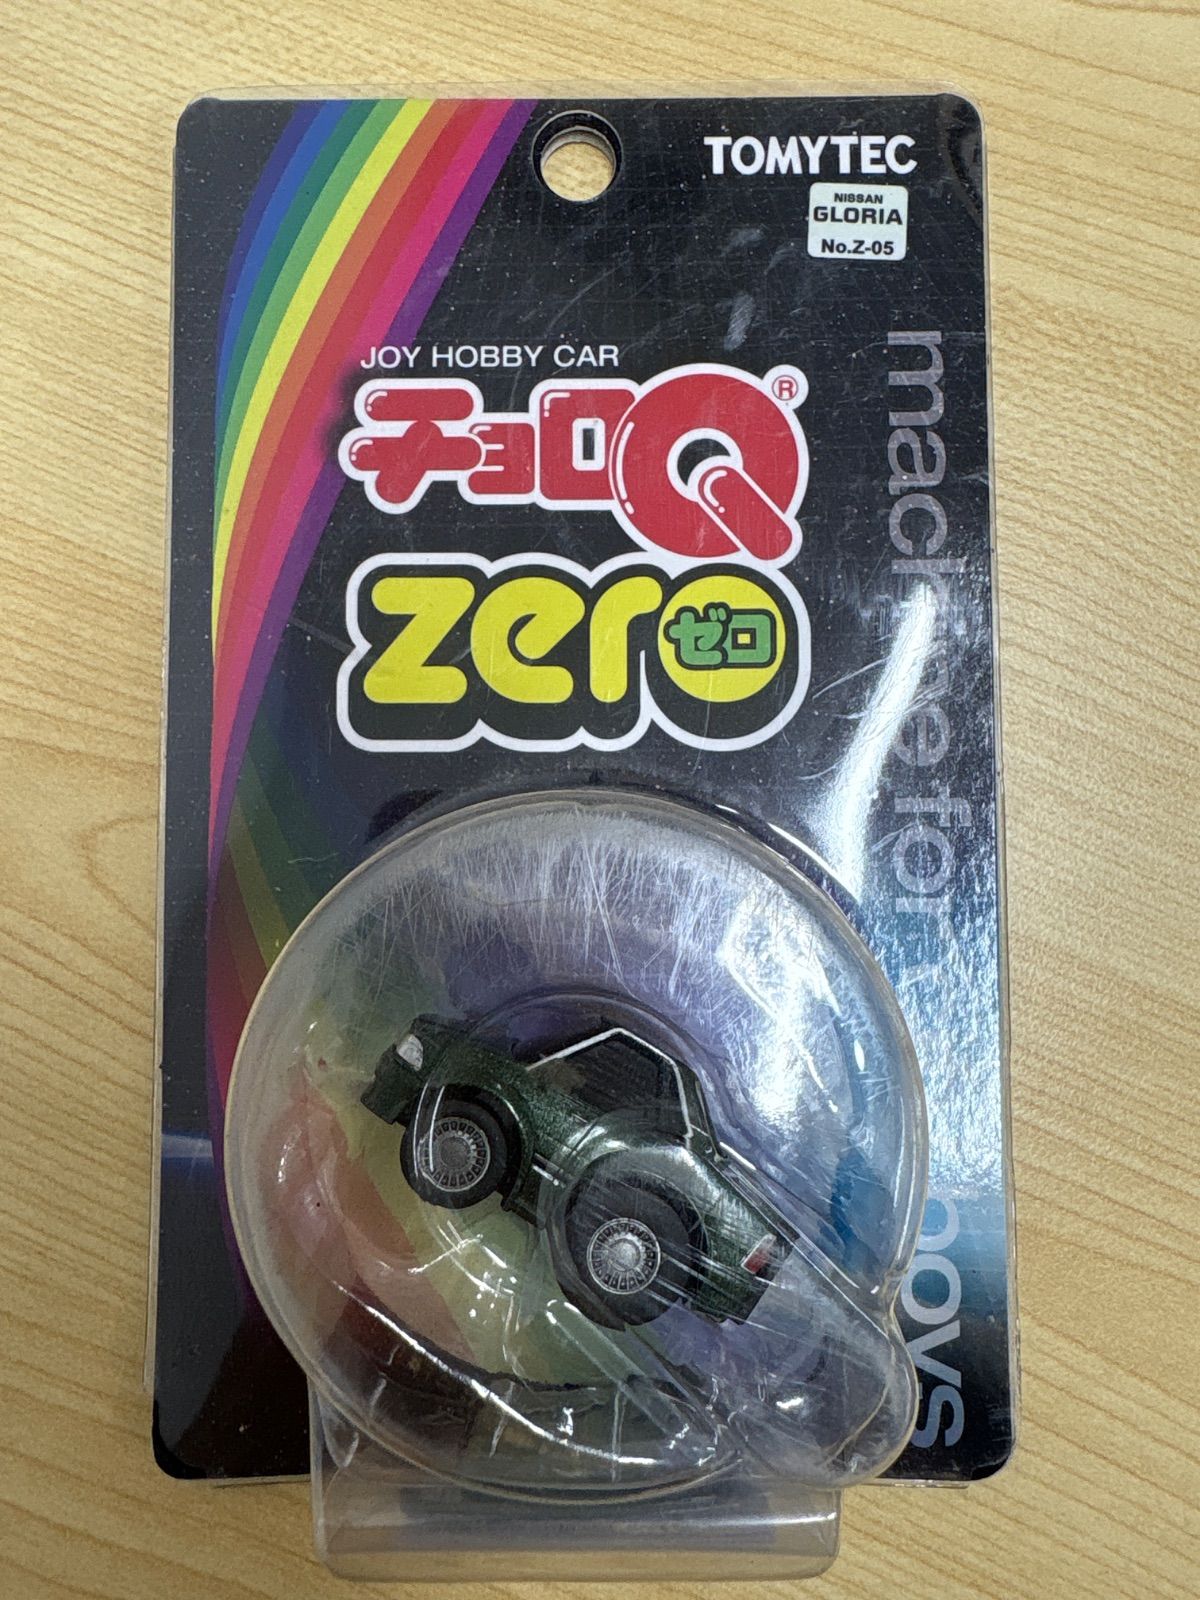 TOMYTEC
NISSAN
GLORIA
No.Z-05
JOY HOBBY CAR
チョロQ®
zero
ゼロ
machine for
boys